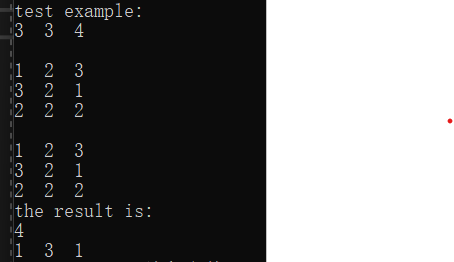 test example:
3 3 4
1 2 3
3 2 1
2 2 2
1 2 3
3 2 1
2 2 2
the result is:
4
1 3 1